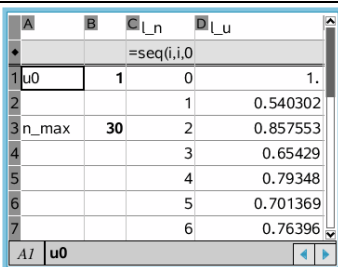 A B C l_n D l_u
=seq(i,i,0
1 u0 1 0 1.
2 1 0.540302
3 n_max 30 2 0.857553
4 3 0.65429
5 4 0.79348
6 5 0.701369
7 6 0.76396
A1 u0